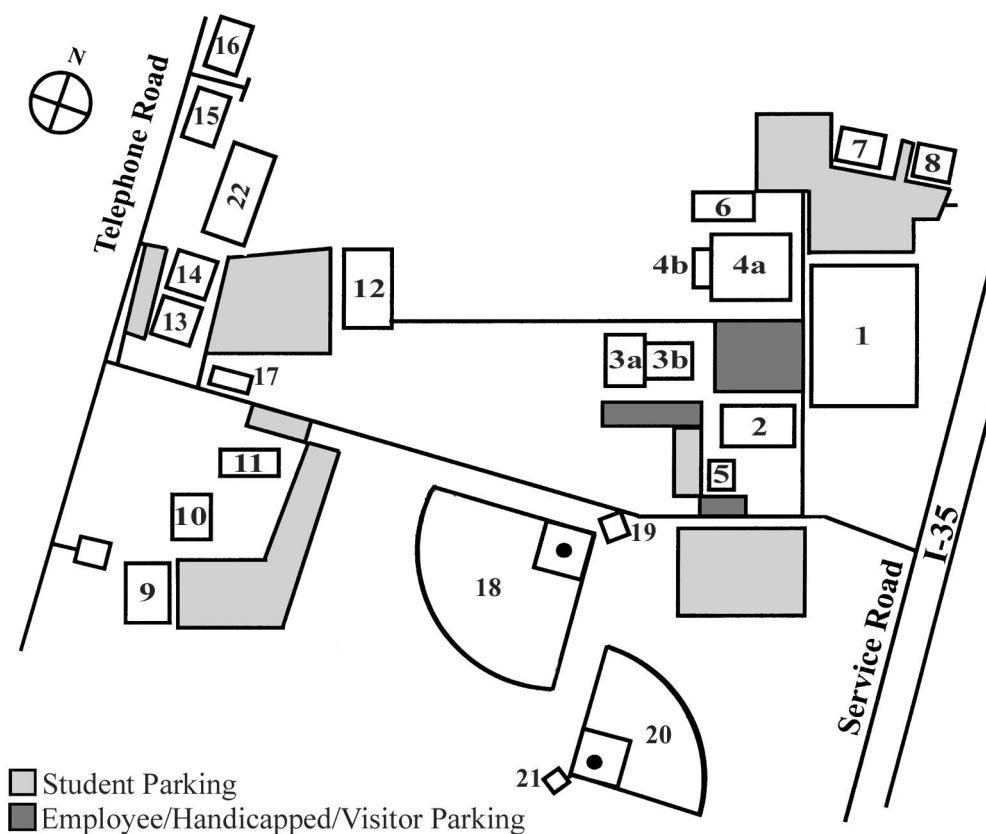 16
N
15
Telephone Road
7
8
22
6
4b
4a
14
12
13
1
3a
3b
17
2
11
5
10
19
I-35
9
18
Service Road
20
21
Student Parking
Employee/Handicapped/Visitor Parking